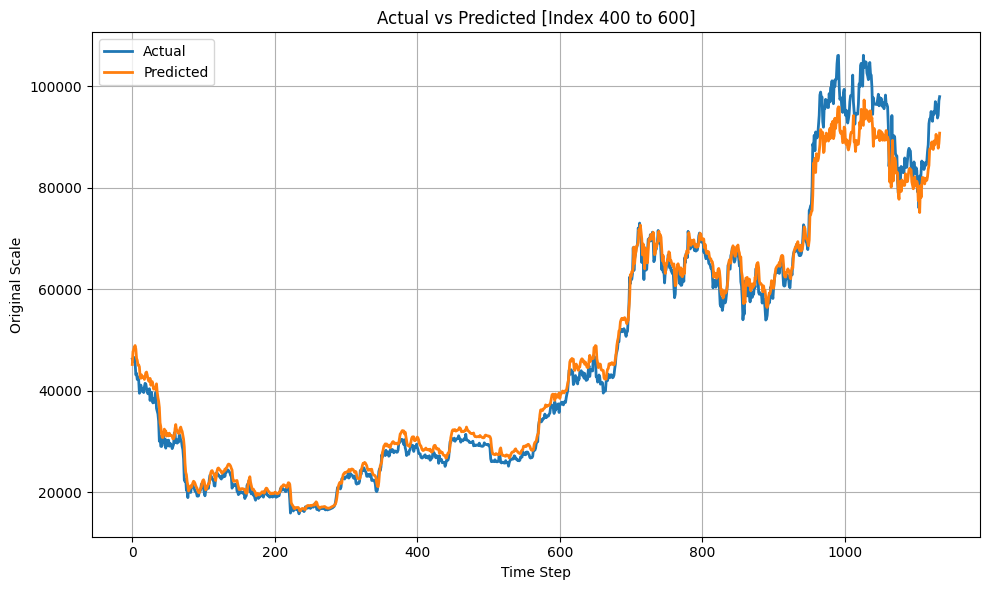 Actual vs Predicted [Index 400 to 600]
Actual
Predicted
Original Scale
100000
80000
60000
40000
20000
0
200
400
600
800
1000
Time Step